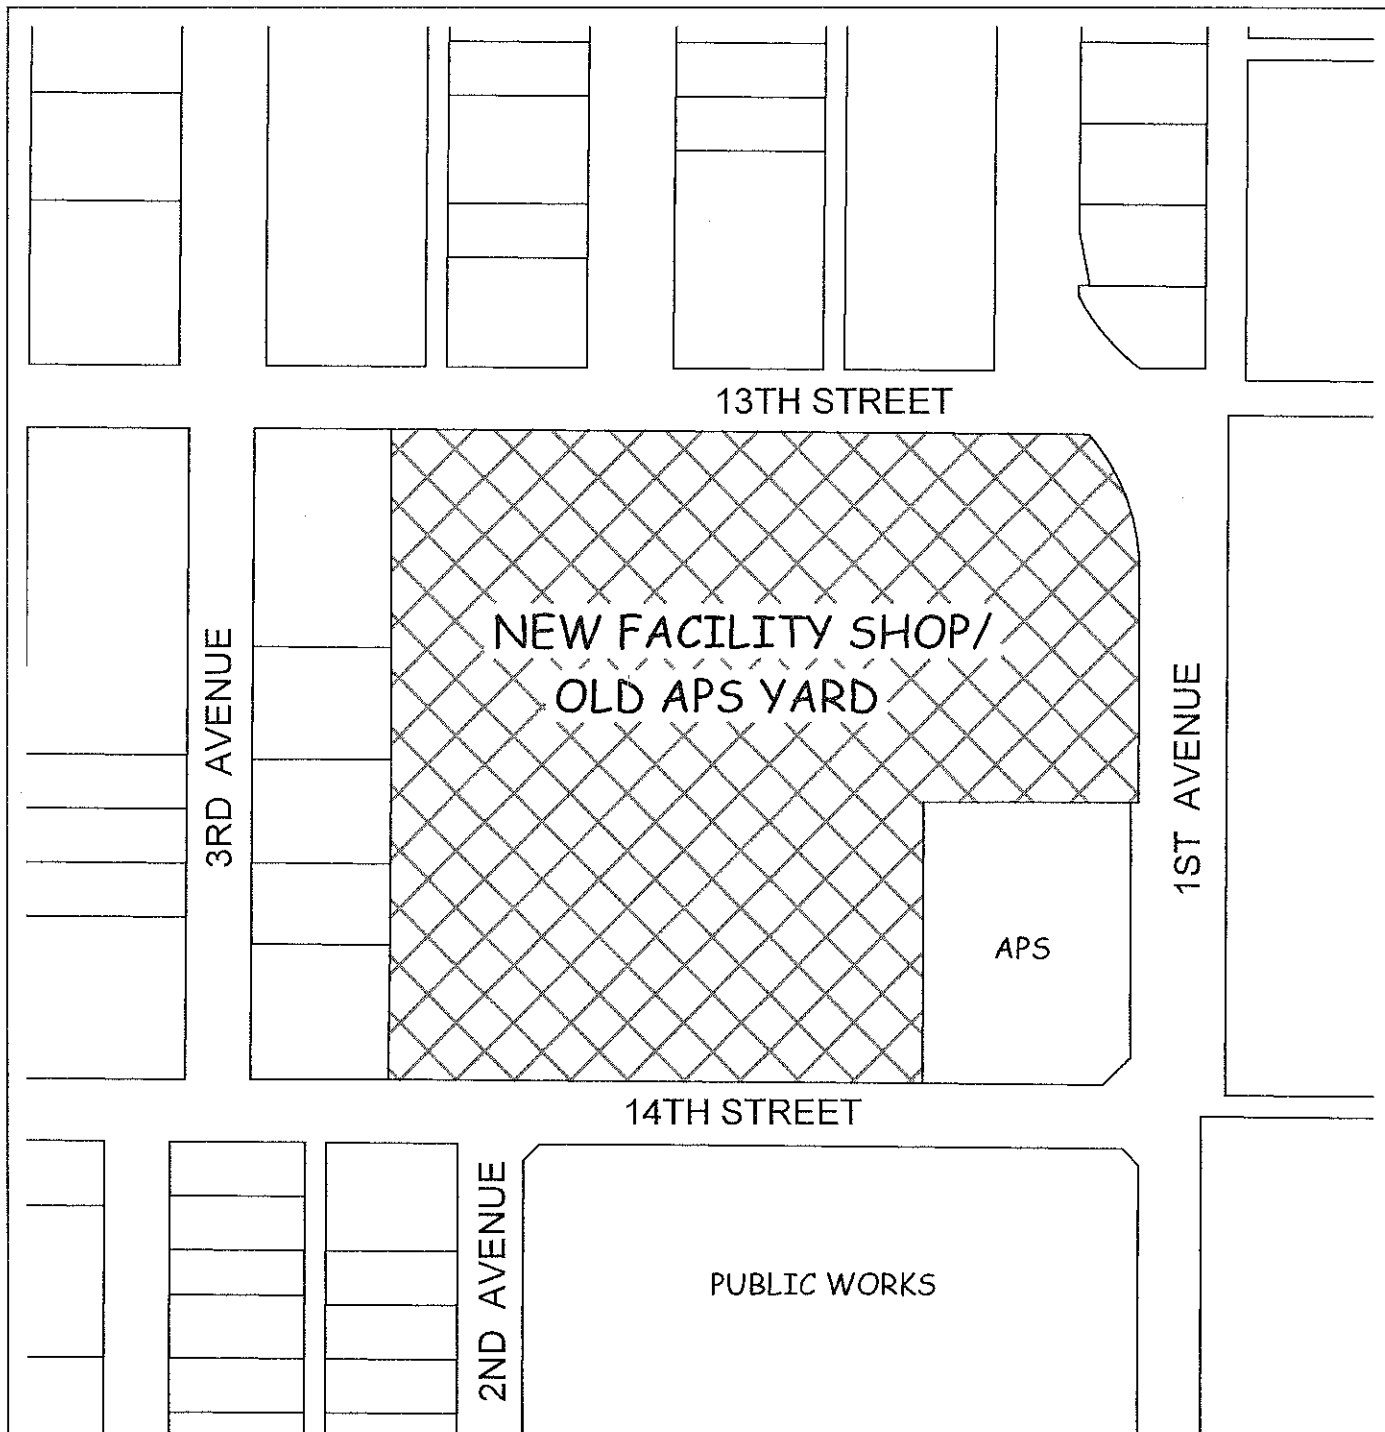 13TH STREET
NEW FACILITY SHOP/
OLD APS YARD
3RD AVENUE
1ST AVENUE
APS
14TH STREET
2ND AVENUE
PUBLIC WORKS